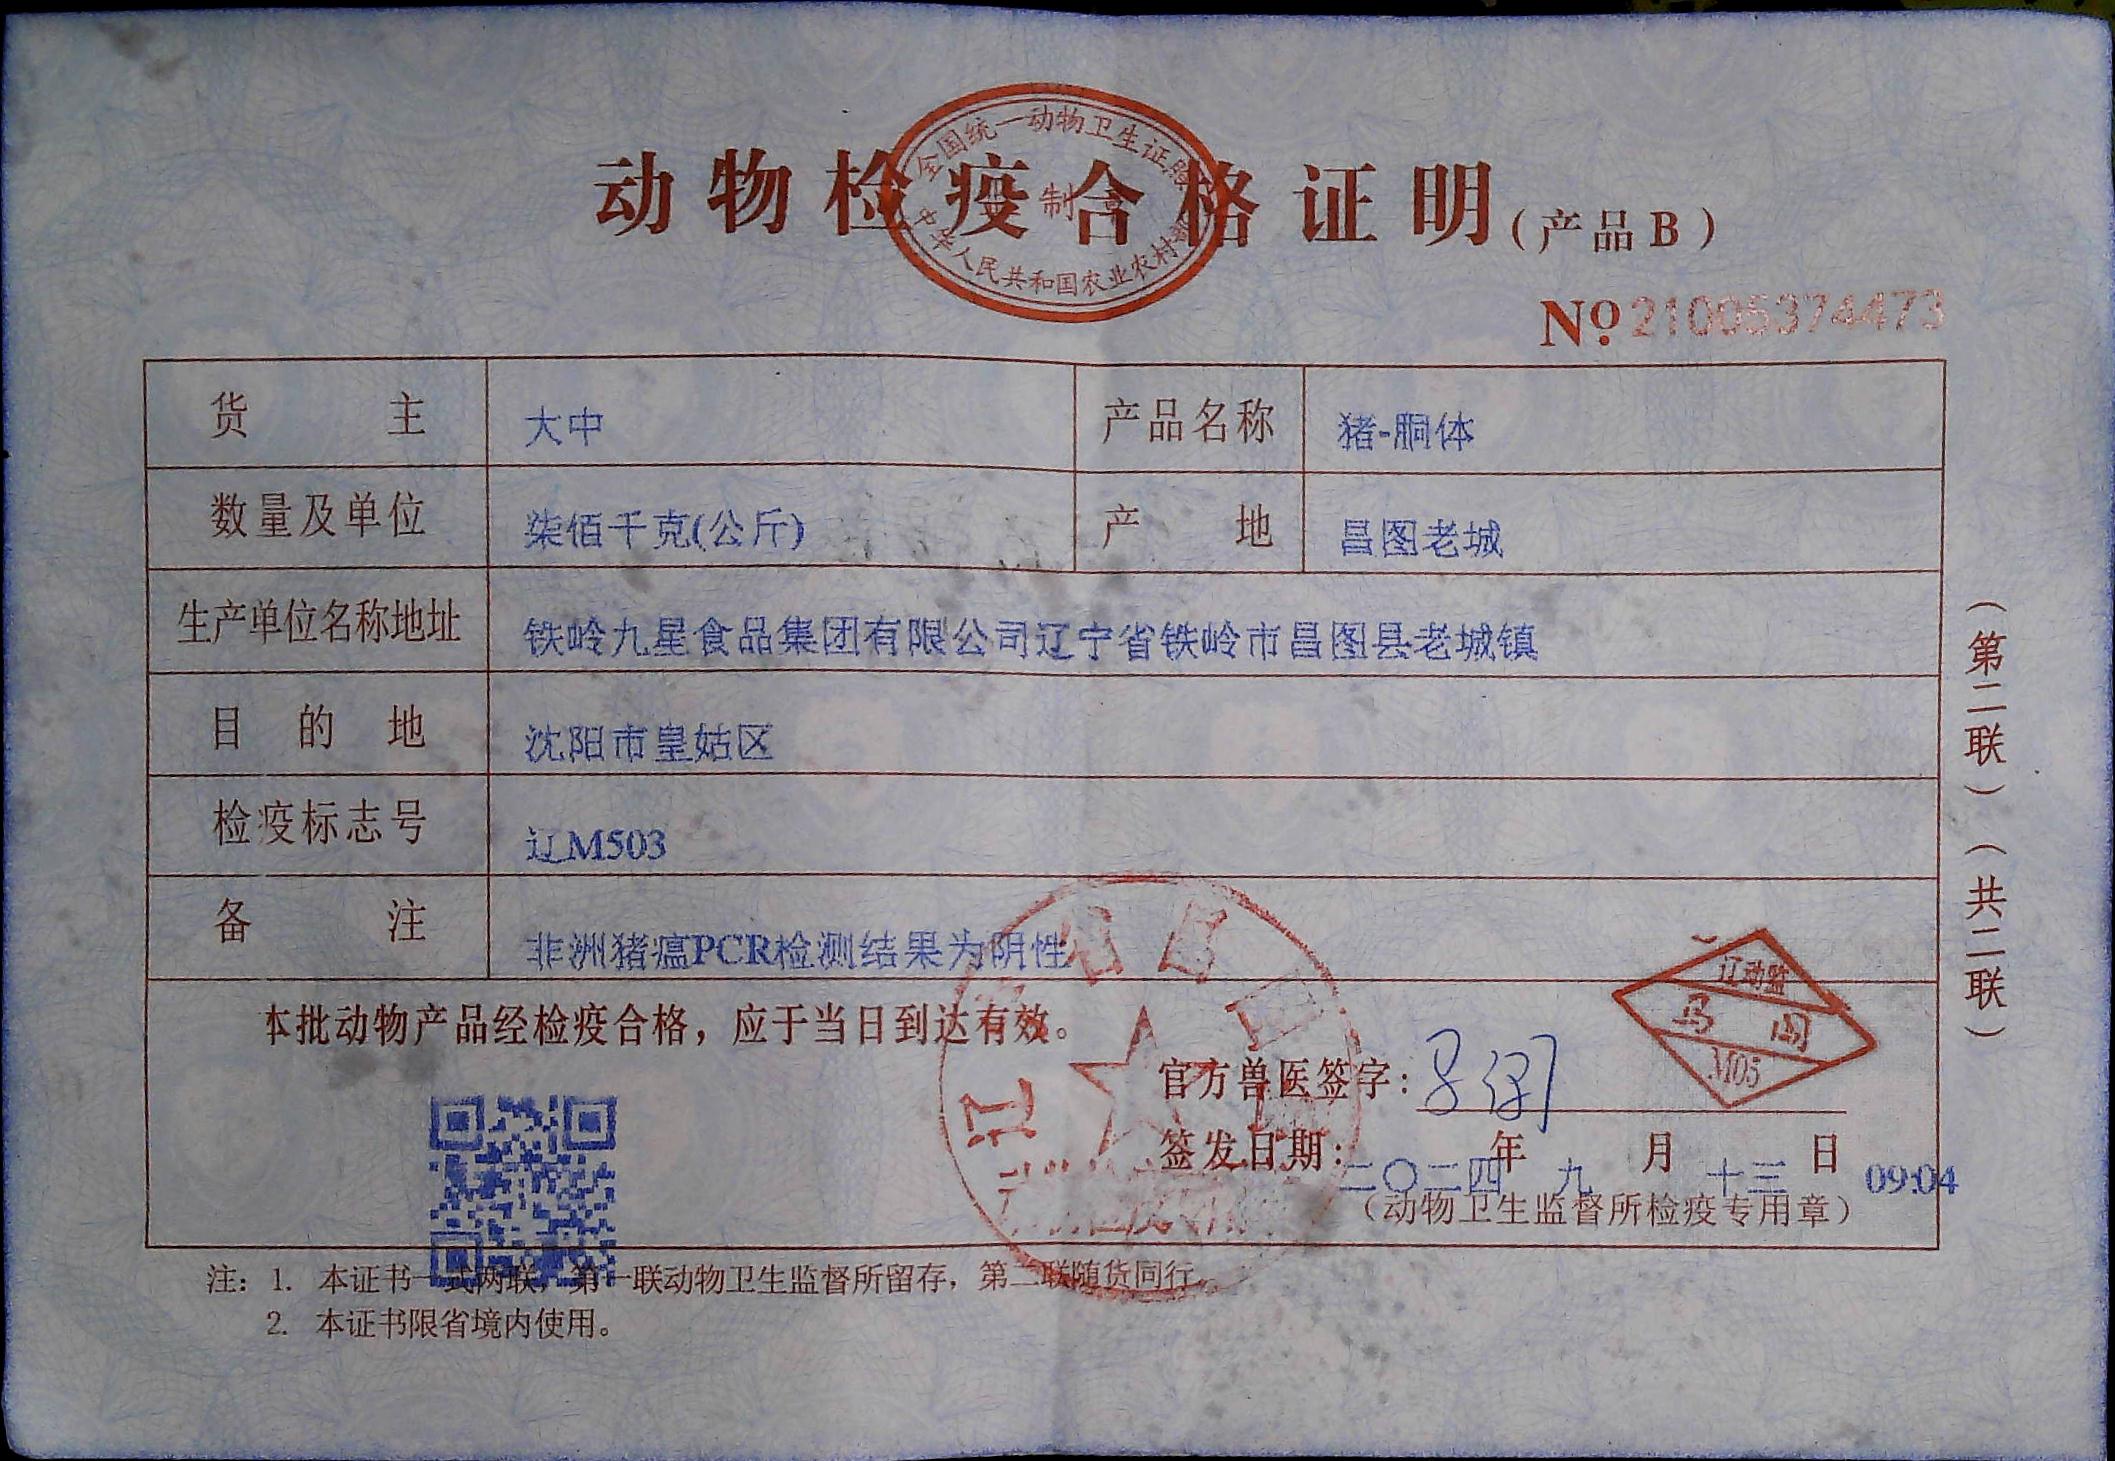 全国统一动物卫生证照
动物检疫合格证明(产品B)
中华人民共和国农业农村部
制
№21005374473
货主 大中 产品名称 猪-胴体
数量及单位 柒佰千克(公斤) 产地 昌图老城
生产单位名称地址 铁岭九星食品集团有限公司辽宁省铁岭市昌图县老城镇
目的地 沈阳市皇姑区
检疫标志号 辽M503
备注 非洲猪瘟PCR检测结果为阴性
本批动物产品经检疫合格，应于当日到达有效。
辽动监
M05
官方兽医签字：
签发日期：二〇二四年九月十三日 09:04
（动物卫生监督所检疫专用章）
注：1. 本证书一式两联，第一联动物卫生监督所留存，第二联随货同行。
2. 本证书限省境内使用。
（第二联）（共二联）
辽